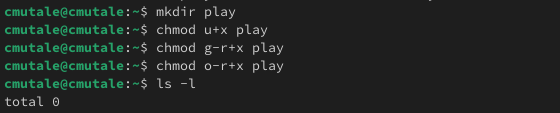 cmutale@cmutale:~$ mkdir play
cmutale@cmutale:~$ chmod u+x play
cmutale@cmutale:~$ chmod g-r+x play
cmutale@cmutale:~$ chmod o-r+x play
cmutale@cmutale:~$ ls -l
total 0